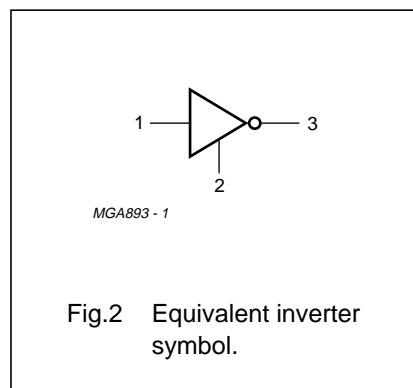 1
3
2
MGA893 - 1
Fig.2 Equivalent inverter
symbol.